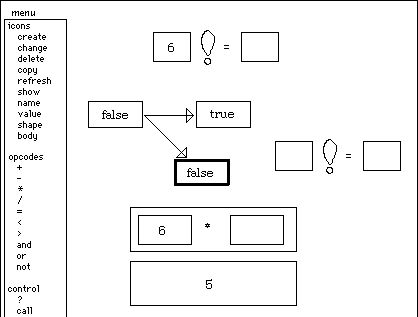 menu
icons
create
change
delete
copy
refresh
show
name
value
shape
body
opcodes
+
-
*
/
=
<
>
and
or
not
control
?
call
6 ! =
false true
false
! =
6 *
5